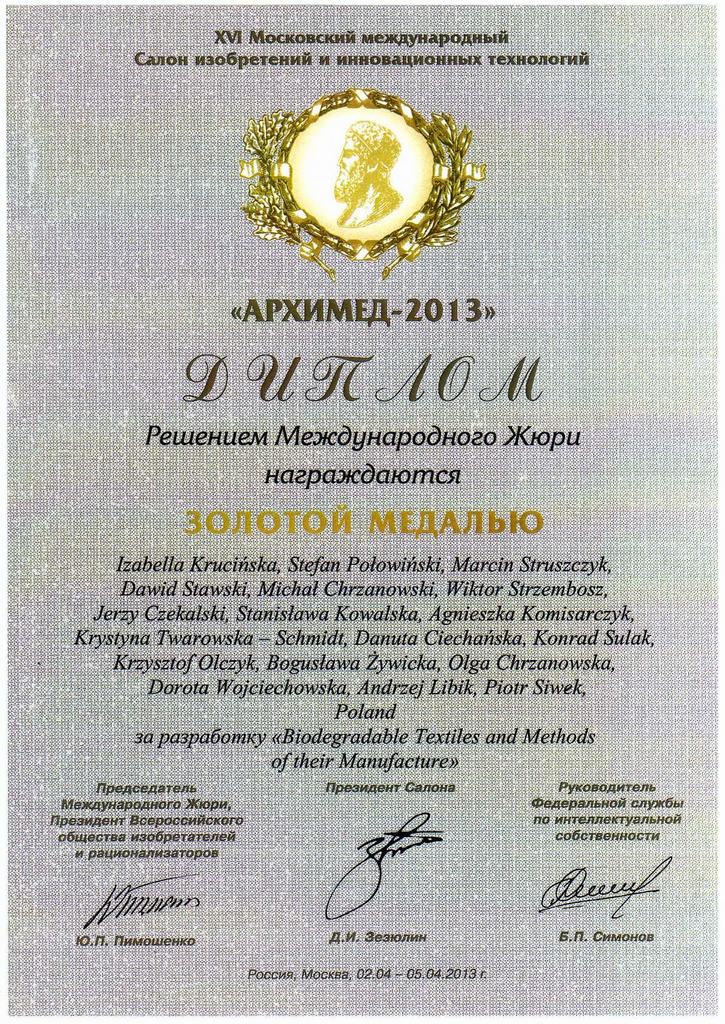 XVI Московский международный
Салон изобретений и инновационных технологий
«АРХИМЕД-2013»
ДИПЛОМ
Решением Международного Жюри
награждаются
ЗОЛОТОЙ МЕДАЛЬЮ
Izabella Krucińska, Stefan Połowiński, Marcin Struszczyk,
Dawid Stawski, Michał Chrzanowski, Wiktor Strzembosz,
Jerzy Czekalski, Stanisława Kowalska, Agnieszka Komisarczyk,
Krystyna Twarowska – Schmidt, Danuta Ciechańska, Konrad Sulak,
Krzysztof Olczyk, Bogusława Żywicka, Olga Chrzanowska,
Dorota Wojciechowska, Andrzej Libik, Piotr Siwek,
Poland
за разработку «Biodegradable Textiles and Methods
of their Manufacture»
Председатель
Международного Жюри,
Президент Всероссийского
общества изобретателей
и рационализаторов
Ю.П. Пимошенко
Президент Салона
Д.И. Зезюлин
Руководитель
Федеральной службы
по интеллектуальной
собственности
Б.П. Симонов
Россия, Москва, 02.04 – 05.04.2013 г.